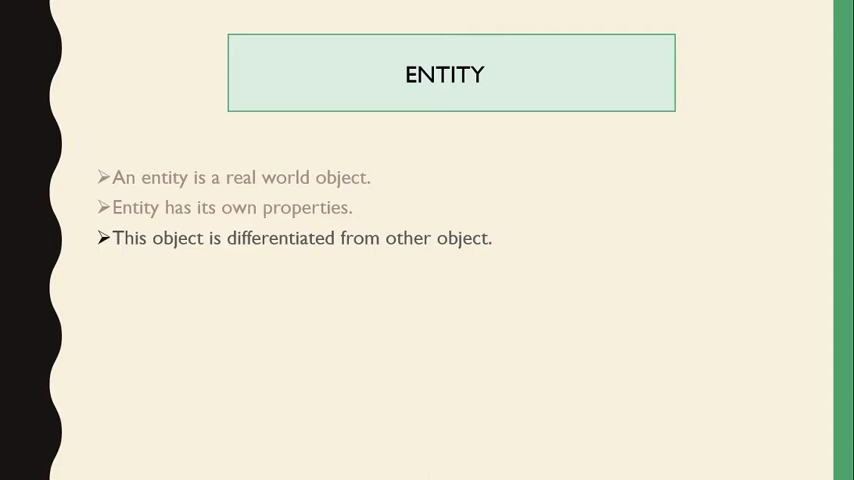 ENTITY
➢An entity is a real world object.
➢Entity has its own properties.
➢This object is differentiated from other object.